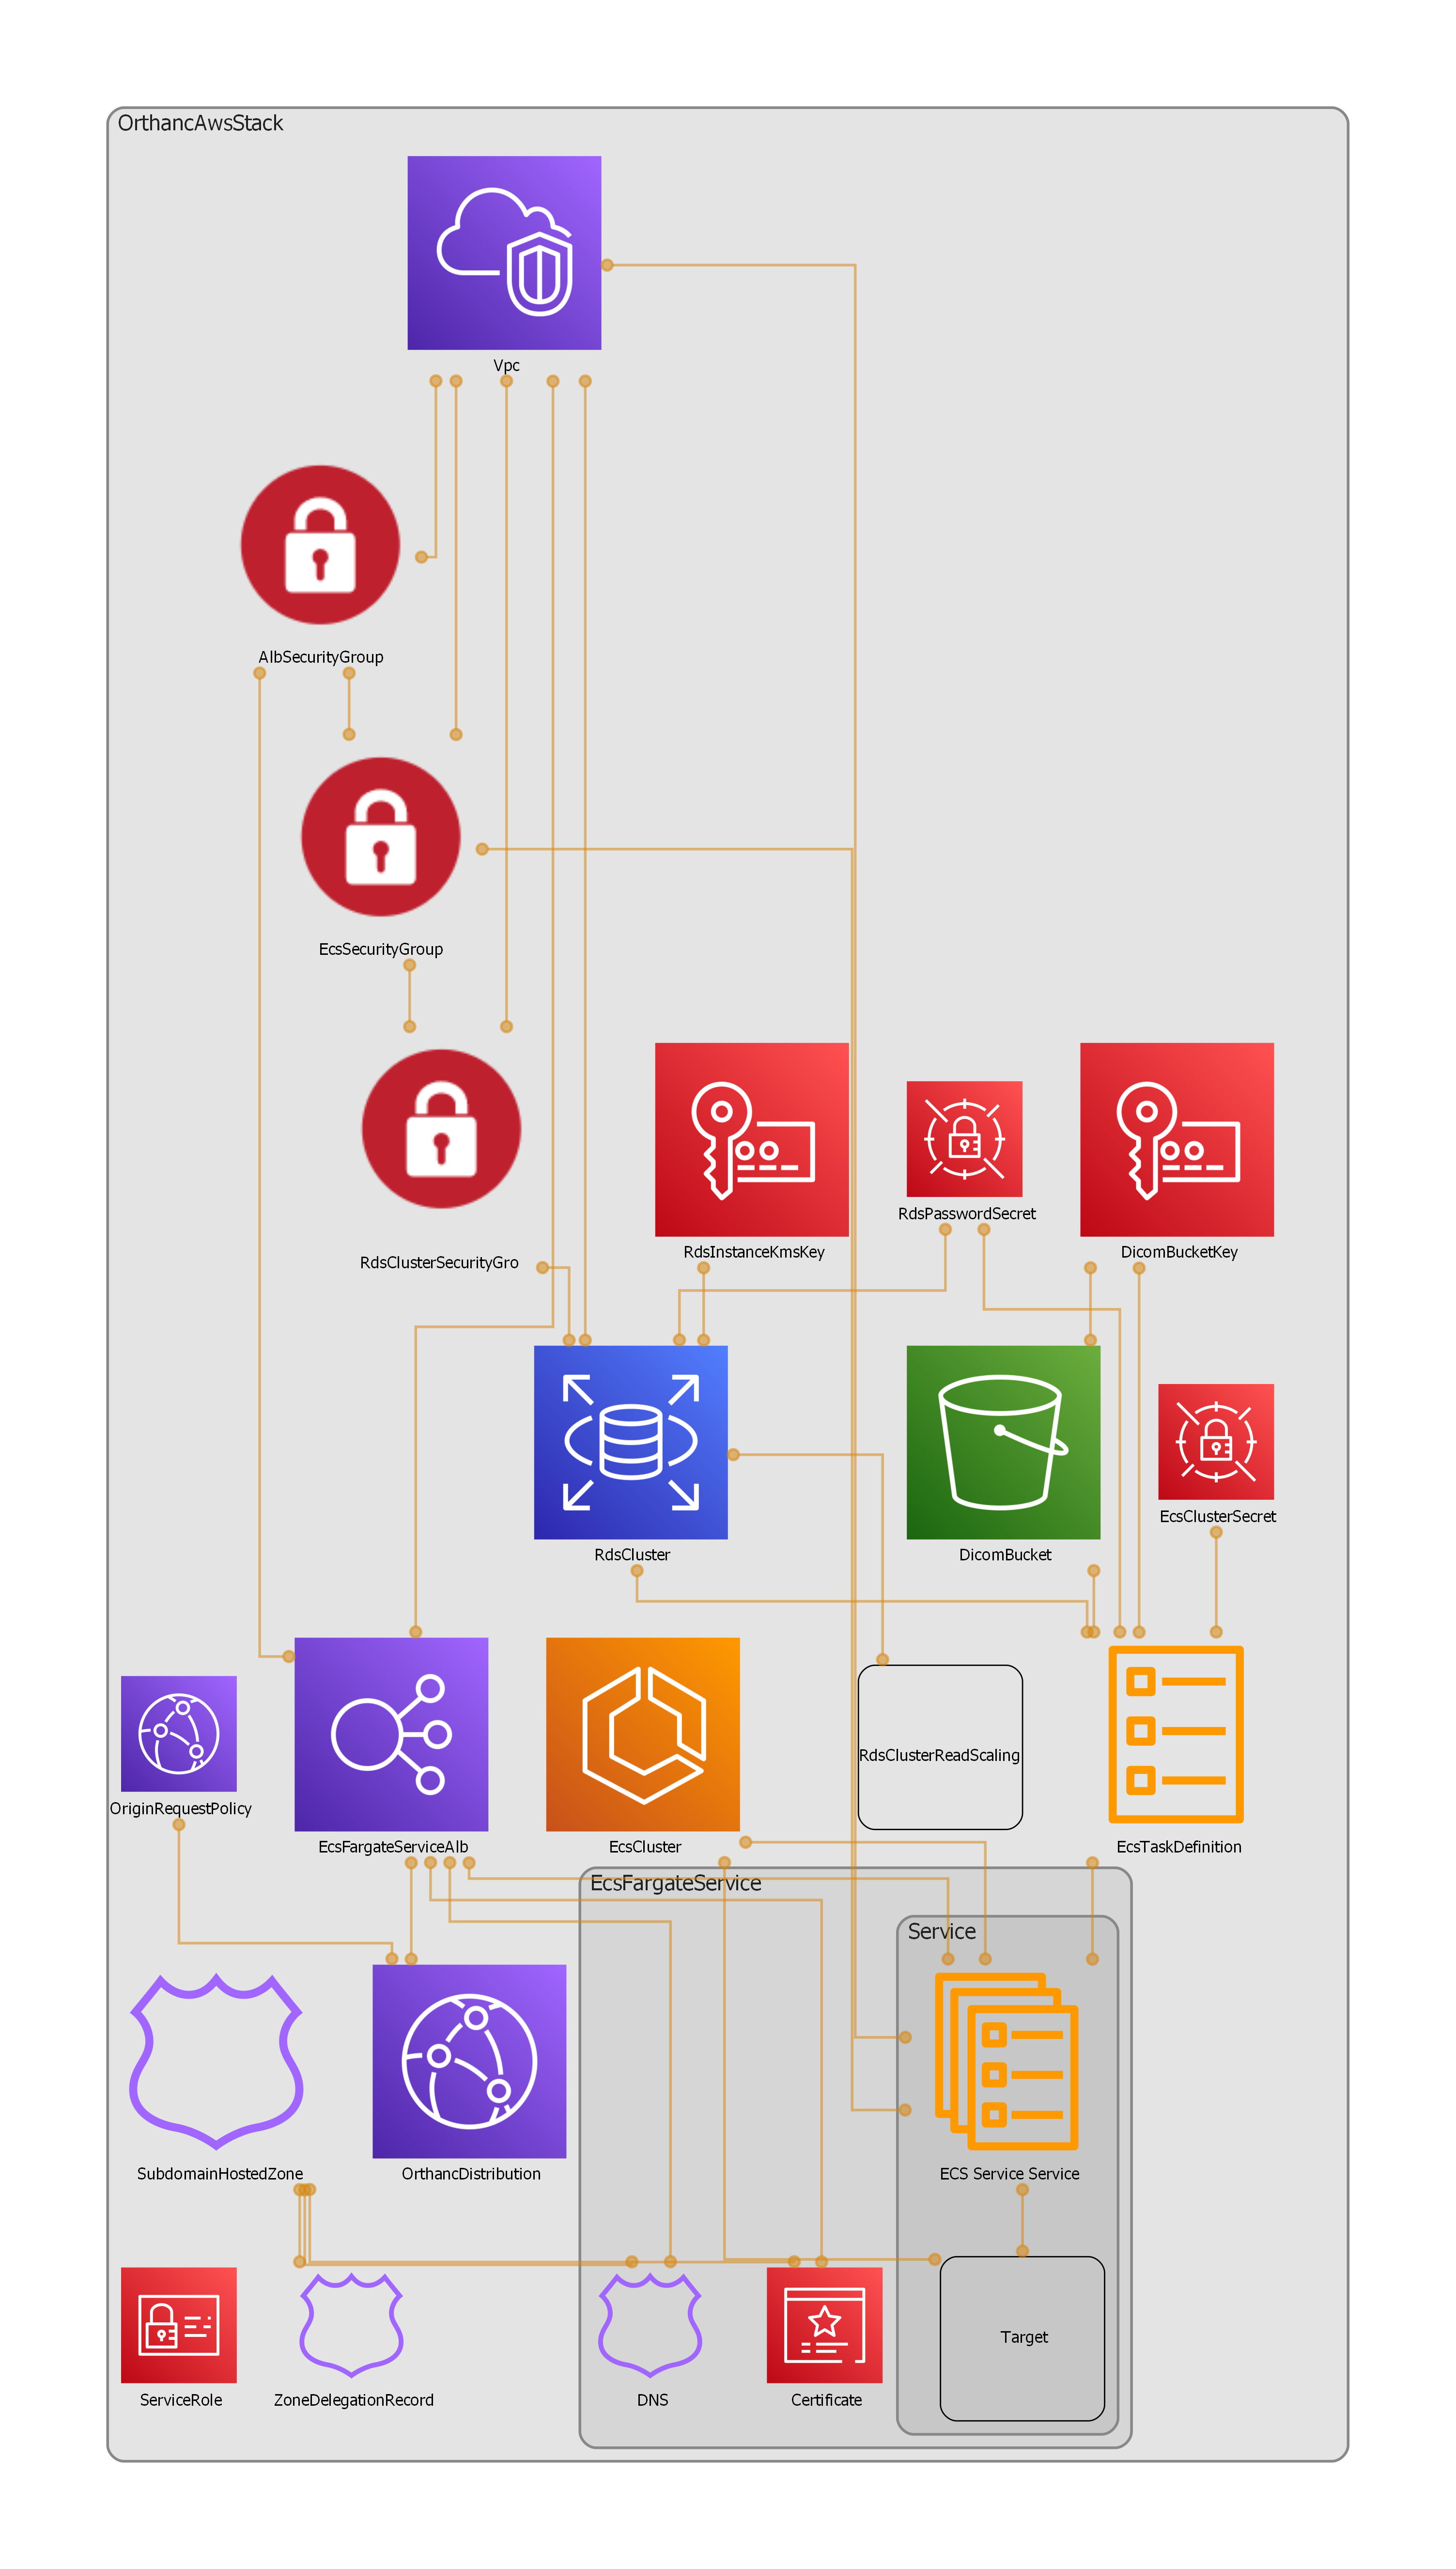 OrthancAwsStack
Vpc
AlbSecurityGroup
EcsSecurityGroup
RdsClusterSecurityGro
RdsInstanceKmsKey
RdsPasswordSecret
DicomBucketKey
RdsCluster
DicomBucket
EcsClusterSecret
OriginRequestPolicy
EcsFargateServiceAlb
EcsCluster
RdsClusterReadScaling
EcsTaskDefinition
EcsFargateService
Service
SubdomainHostedZone
OrthancDistribution
ECS Service Service
ServiceRole
ZoneDelegationRecord
DNS
Certificate
Target